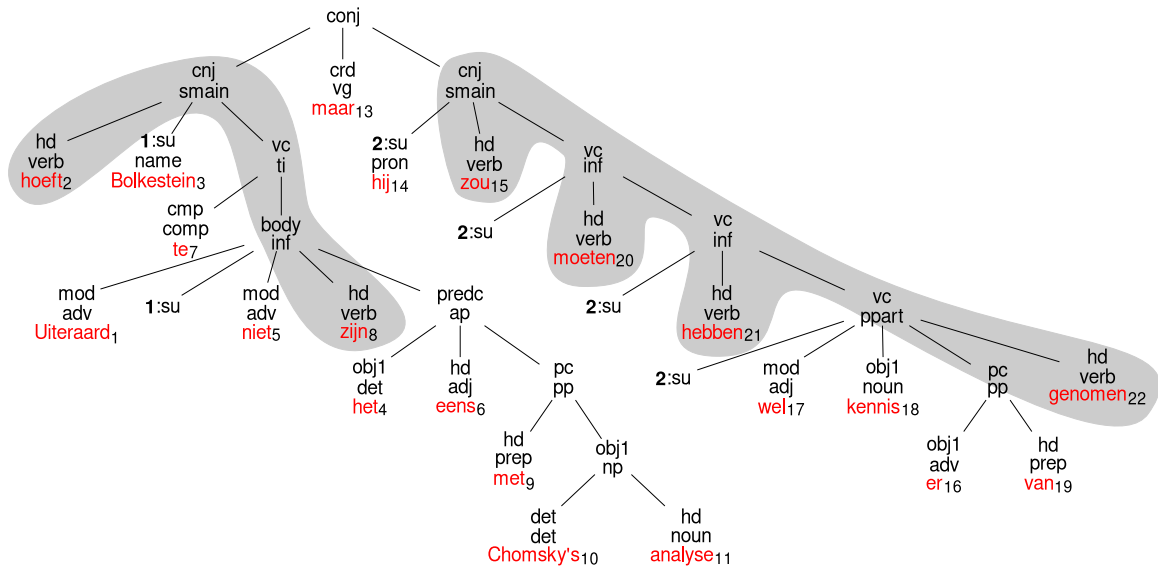 conj
cnj
smain
crd
vg
maar13
cnj
smain
hd
verb
hoeft2
1:su
name
Bolkestein3
vc
ti
2:su
pron
hij14
hd
verb
zou15
vc
inf
cmp
comp
te7
body
inf
2:su
hd
verb
moeten20
vc
inf
mod
adv
Uiteraard1
1:su
mod
adv
niet5
hd
verb
zijn8
predc
ap
2:su
hd
verb
hebben21
vc
ppart
obj1
det
het4
hd
adj
eens6
pc
pp
2:su
mod
adj
wel17
obj1
noun
kennis18
pc
pp
hd
verb
genomen22
hd
prep
met9
obj1
np
obj1
adv
er16
hd
prep
van19
det
det
Chomsky's10
hd
noun
analyse11